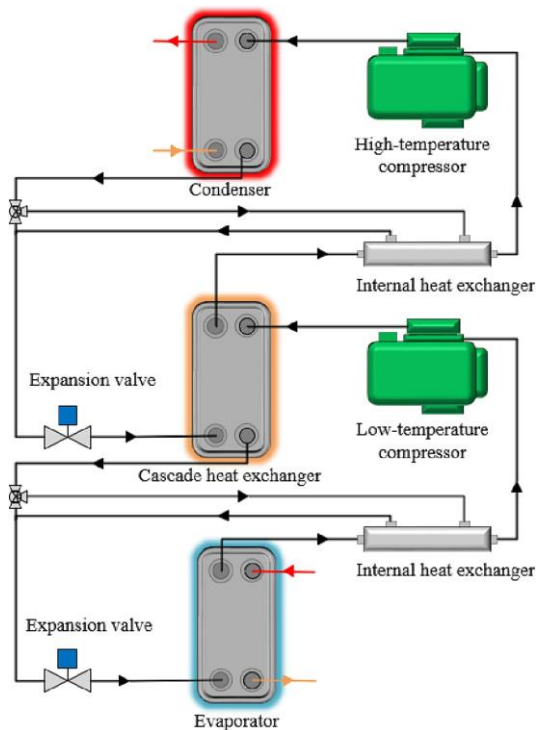 High-temperature
compressor
Condenser
Internal heat exchanger
Expansion valve
Low-temperature
compressor
Cascade heat exchanger
Internal heat exchanger
Expansion valve
Evaporator